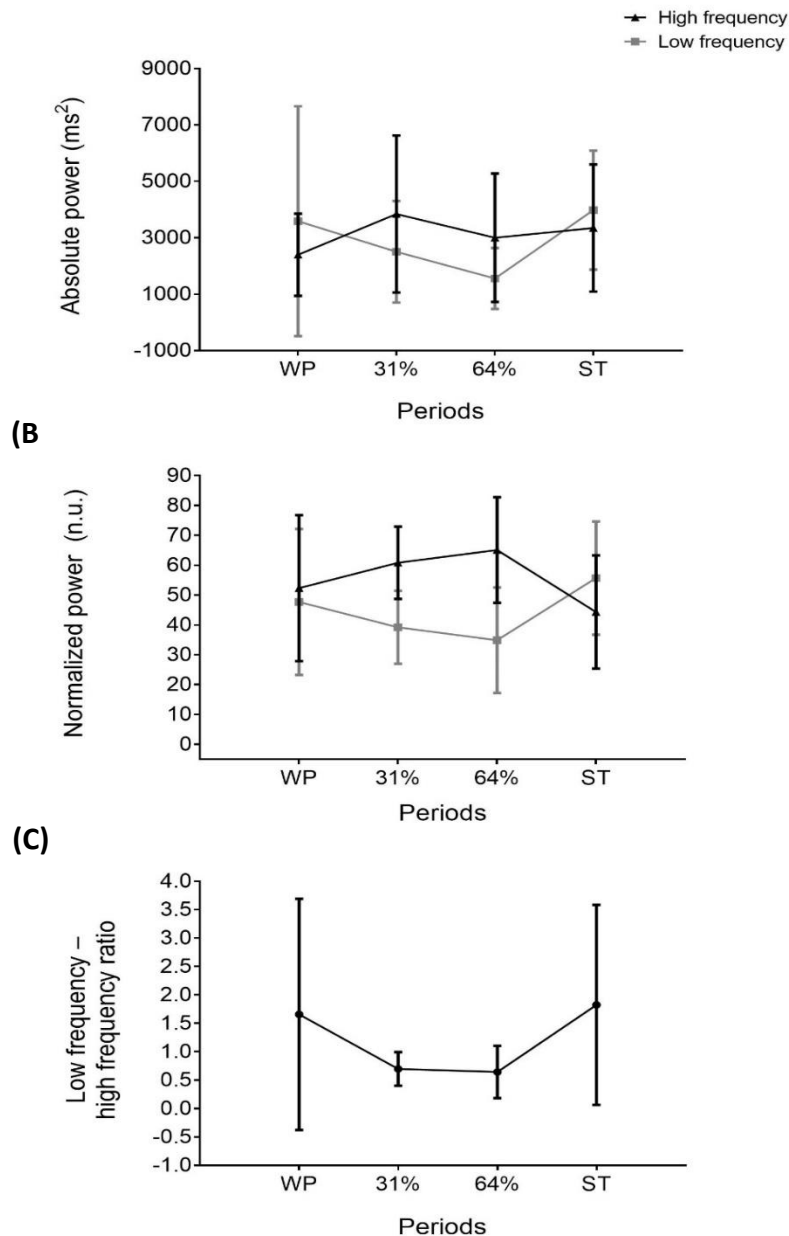 High frequency
Low frequency
9000
7000
5000
3000
1000
-1000
Absolute power (ms²)
WP 31% 64% ST
Periods
(B
90
80
70
60
50
40
30
20
10
0
Normalized power (n.u.)
WP 31% 64% ST
Periods
(C)
4.0
3.5
3.0
2.5
2.0
1.5
1.0
0.5
0.0
-0.5
-1.0
Low frequency –
high frequency ratio
WP 31% 64% ST
Periods